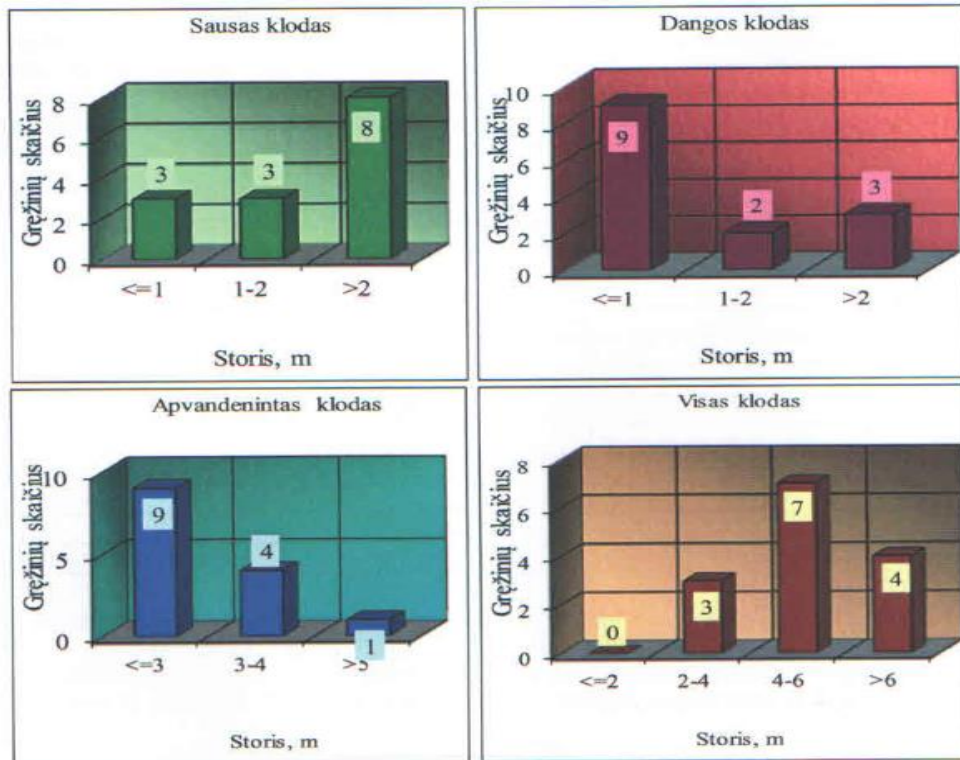 Sausas klodas
Gręžinių skaičius
8
6
4
2
0
3
3
8
<=1 1-2 >2
Storis, m
Dangos klodas
Gręžinių skaičius
10
8
6
4
2
0
9
2
3
<=1 1-2 >2
Storis, m
Apvandenintas klodas
Gręžinių skaičius
10
5
0
9
4
1
<=3 3-4 >5
Storis, m
Visas klodas
Gręžinių skaičius
8
6
4
2
0
0
3
7
4
<=2 2-4 4-6 >6
Storis, m